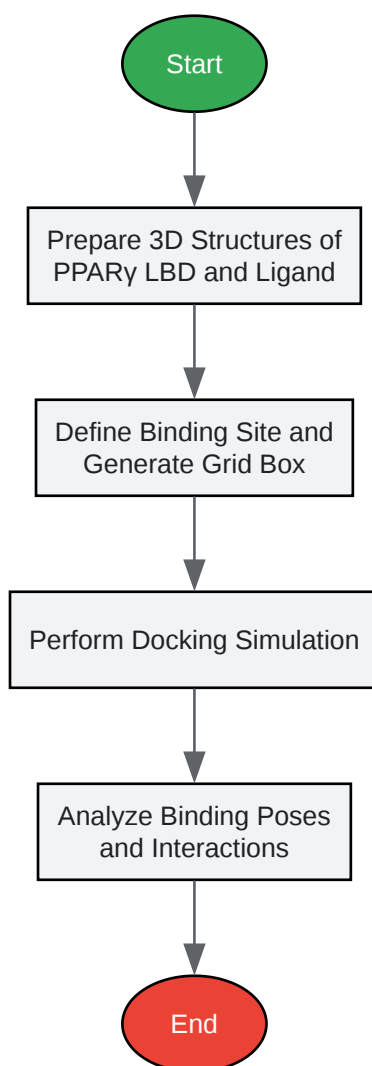 Start
Prepare 3D Structures of
PPARγ LBD and Ligand
Define Binding Site and
Generate Grid Box
Perform Docking Simulation
Analyze Binding Poses
and Interactions
End